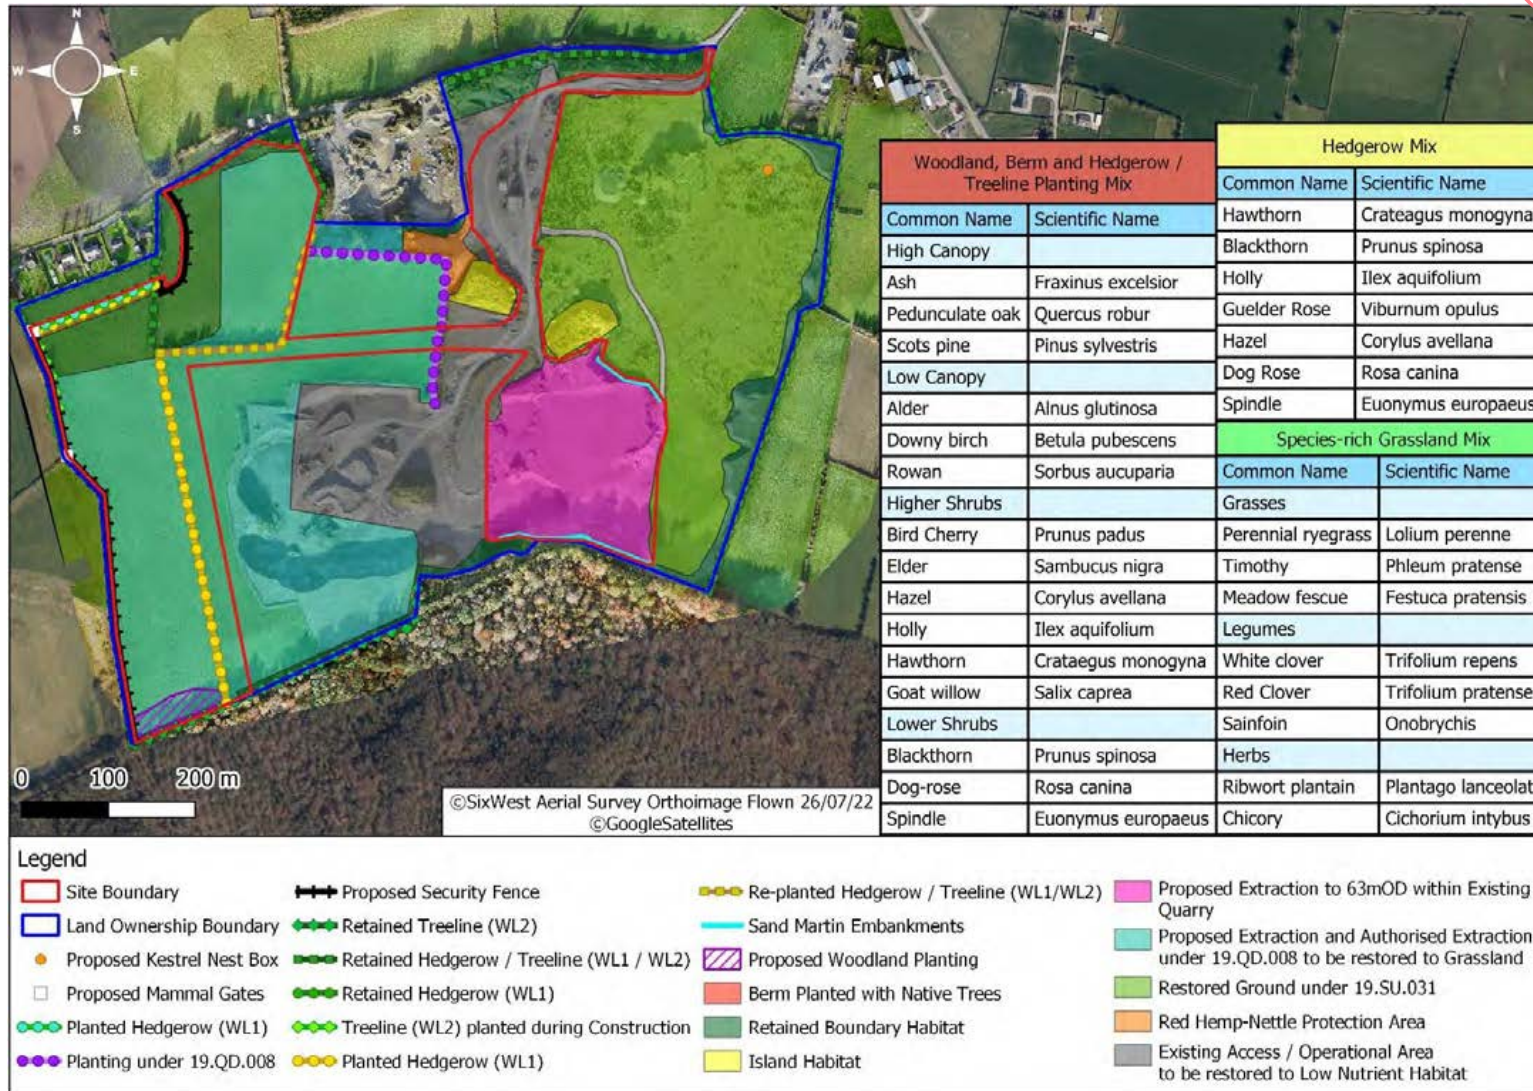 N
W E
S
Woodland, Berm and Hedgerow /
Treeline Planting Mix
Common Name Scientific Name
High Canopy
Ash Fraxinus excelsior
Pedunculate oak Quercus robur
Scots pine Pinus sylvestris
Low Canopy
Alder Alnus glutinosa
Downy birch Betula pubescens
Rowan Sorbus aucuparia
Higher Shrubs
Bird Cherry Prunus padus
Elder Sambucus nigra
Hazel Corylus avellana
Holly Ilex aquifolium
Hawthorn Crataegus monogyna
Goat willow Salix caprea
Lower Shrubs
Blackthorn Prunus spinosa
Dog-rose Rosa canina
Spindle Euonymus europaeus
Hedgerow Mix
Common Name Scientific Name
Hawthorn Crateagus monogyna
Blackthorn Prunus spinosa
Holly Ilex aquifolium
Guelder Rose Viburnum opulus
Hazel Corylus avellana
Dog Rose Rosa canina
Spindle Euonymus europaeus
Species-rich Grassland Mix
Common Name Scientific Name
Grasses
Perennial ryegrass Lolium perenne
Timothy Phleum pratense
Meadow fescue Festuca pratensis
Legumes
White clover Trifolium repens
Red Clover Trifolium pratense
Sainfoin Onobrychis
Herbs
Ribwort plantain Plantago lanceolat
Chicory Cichorium intybus
0 100 200 m
©SixWest Aerial Survey Orthoimage Flown 26/07/22
©GoogleSatellites
Legend
Site Boundary
Land Ownership Boundary
Proposed Kestrel Nest Box
Proposed Mammal Gates
Planted Hedgerow (WL1)
Planting under 19.QD.008
Proposed Security Fence
Retained Treeline (WL2)
Retained Hedgerow / Treeline (WL1 / WL2)
Retained Hedgerow (WL1)
Treeline (WL2) planted during Construction
Planted Hedgerow (WL1)
Re-planted Hedgerow / Treeline (WL1/WL2)
Sand Martin Embankments
Proposed Woodland Planting
Berm Planted with Native Trees
Retained Boundary Habitat
Island Habitat
Proposed Extraction to 63mOD within Existing
Quarry
Proposed Extraction and Authorised Extraction
under 19.QD.008 to be restored to Grassland
Restored Ground under 19.SU.031
Red Hemp-Nettle Protection Area
Existing Access / Operational Area
to be restored to Low Nutrient Habitat